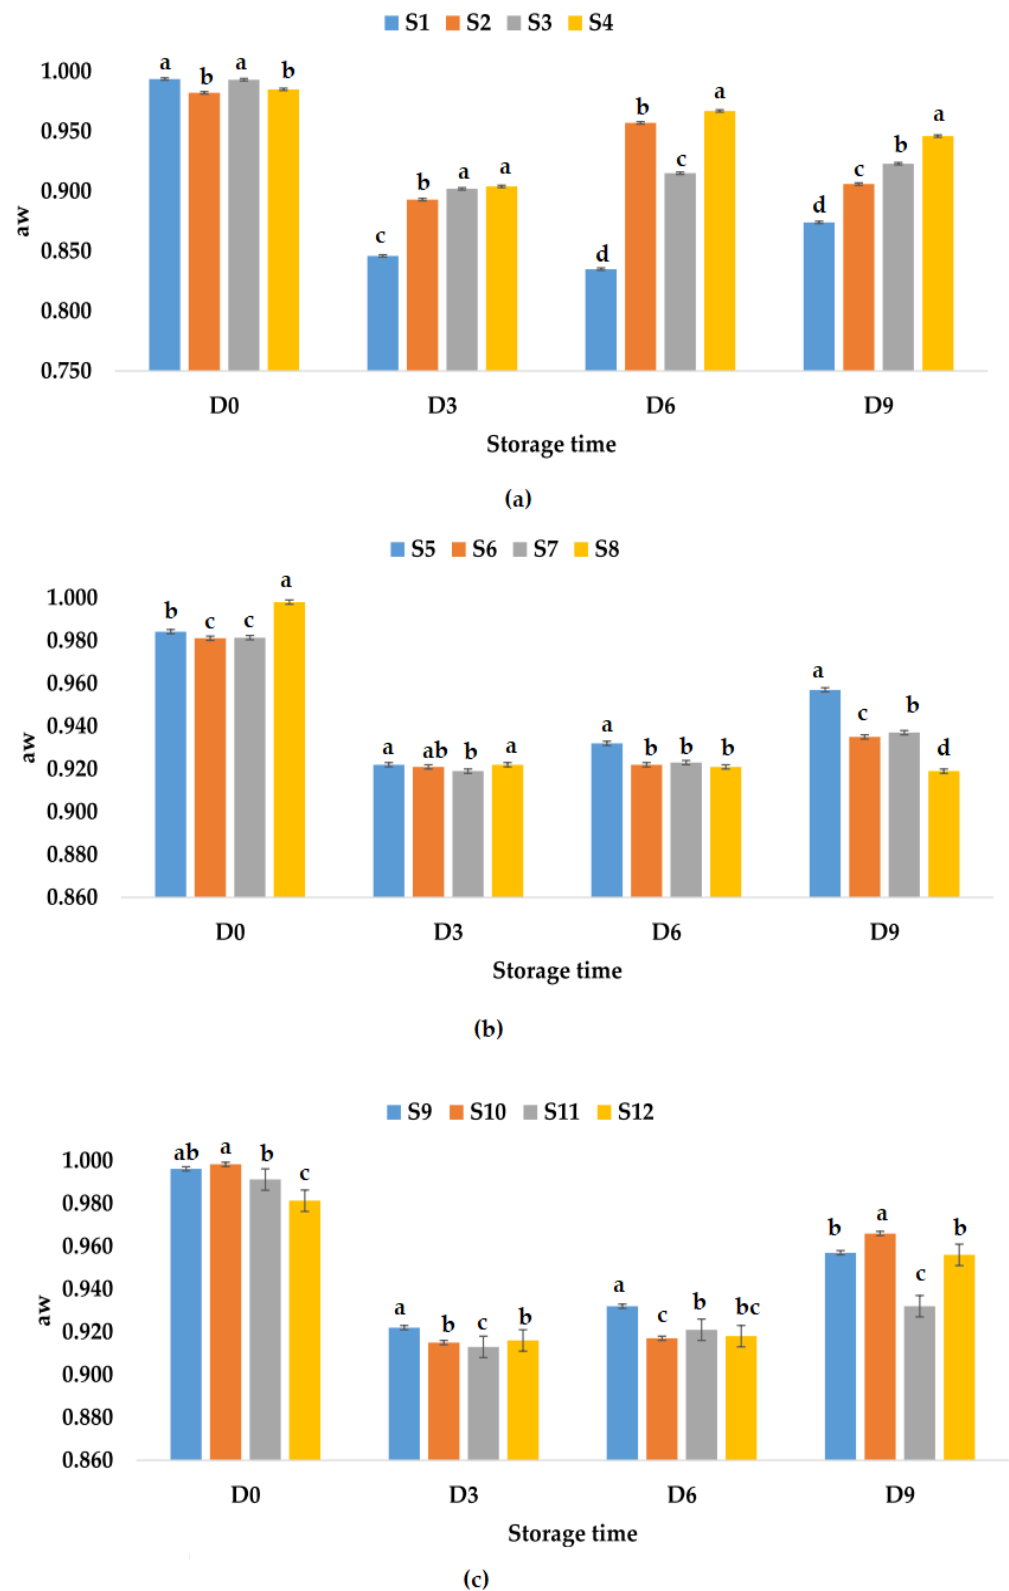 S1 S2 S3 S4
a b a b
c b a a
d b c a
d c b a
1.000
0.950
0.900
0.850
0.800
0.750
aw
D0 D3 D6 D9
Storage time
(a)
S5 S6 S7 S8
b c c a
a ab b a
a b b b
a c b d
1.000
0.980
0.960
0.940
0.920
0.900
0.880
0.860
aw
D0 D3 D6 D9
Storage time
(b)
S9 S10 S11 S12
ab a b c
a b c b
a c b bc
b a c b
1.000
0.980
0.960
0.940
0.920
0.900
0.880
0.860
aw
D0 D3 D6 D9
Storage time
(c)